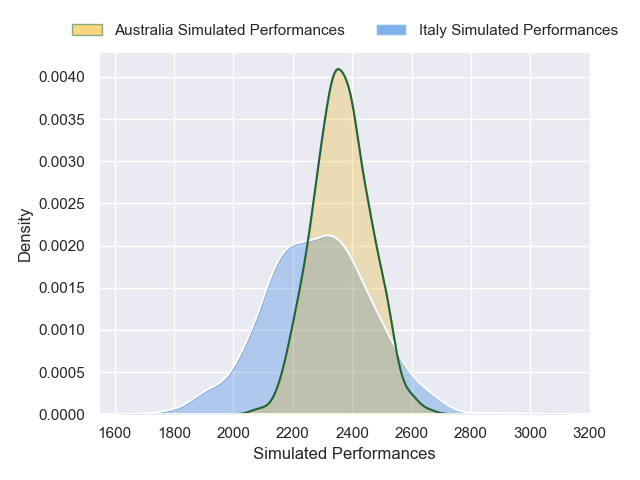 Australia Simulated Performances
Italy Simulated Performances
0.0040
0.0035
0.0030
0.0025
0.0020
0.0015
0.0010
0.0005
0.0000
Density
1600 1800 2000 2200 2400 2600 2800 3000 3200
Simulated Performances